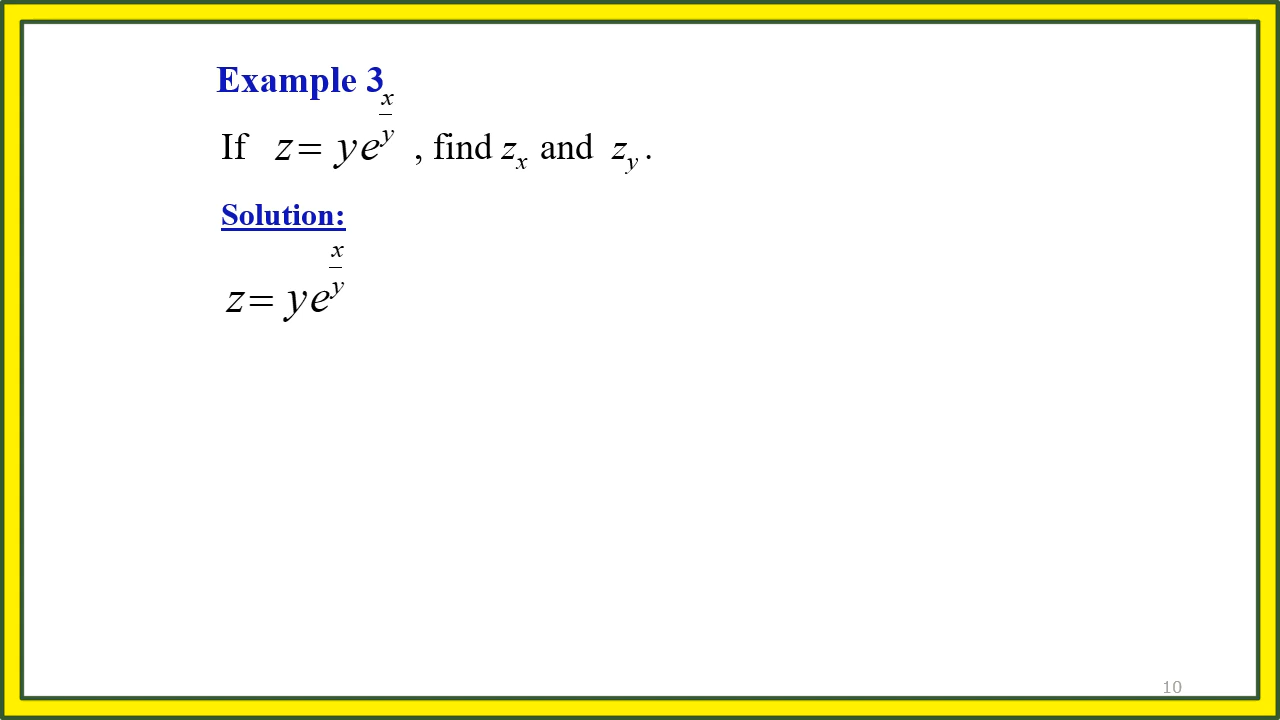 Example 3
If z = ye^{x/y} , find z_x and z_y .
Solution:
z = ye^{x/y}
10